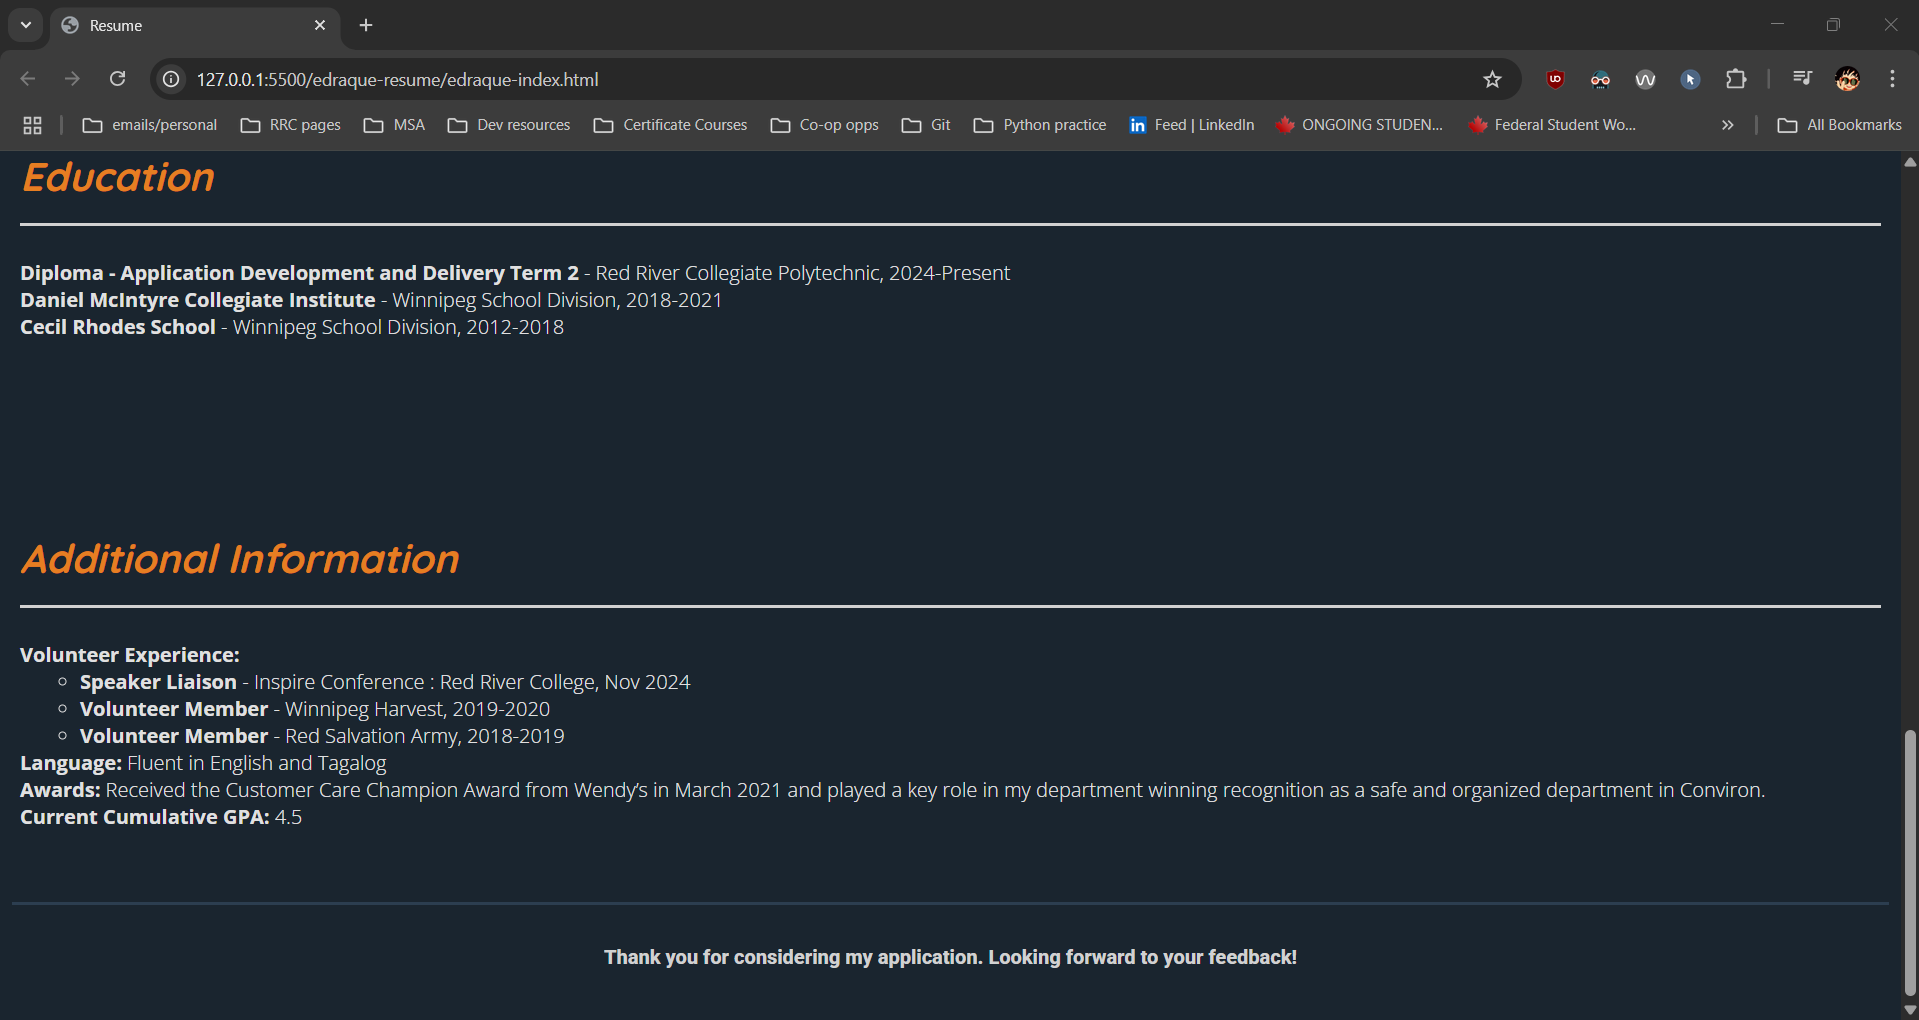 Resume
127.0.0.1:5500/edraque-resume/edraque-index.html
emails/personal
RRC pages
MSA
Dev resources
Certificate Courses
Co-op opps
Git
Python practice
Feed | LinkedIn
ONGOING STUDEN...
Federal Student Wo...
All Bookmarks
Education
Diploma - Application Development and Delivery Term 2 - Red River Collegiate Polytechnic, 2024-Present
Daniel McIntyre Collegiate Institute - Winnipeg School Division, 2018-2021
Cecil Rhodes School - Winnipeg School Division, 2012-2018
Additional Information
Volunteer Experience:
Speaker Liaison - Inspire Conference : Red River College, Nov 2024
Volunteer Member - Winnipeg Harvest, 2019-2020
Volunteer Member - Red Salvation Army, 2018-2019
Language: Fluent in English and Tagalog
Awards: Received the Customer Care Champion Award from Wendy’s in March 2021 and played a key role in my department winning recognition as a safe and organized department in Conviron.
Current Cumulative GPA: 4.5
Thank you for considering my application. Looking forward to your feedback!